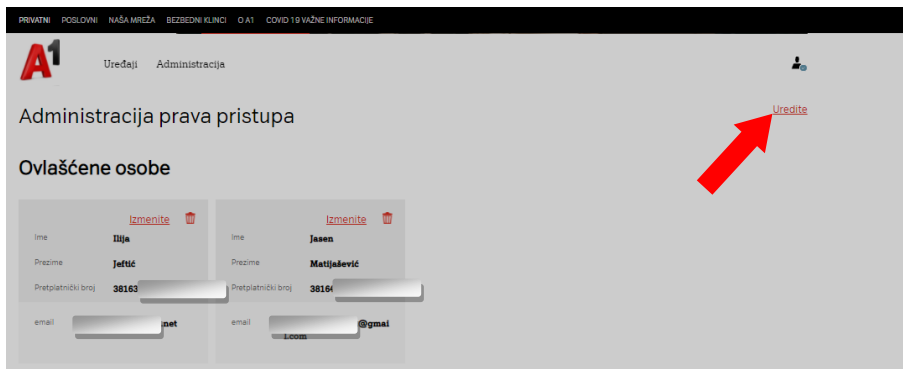 PRIVATNI POSLOVNI NAŠA MREŽA BEZBEDNI KLINCI O A1 COVID 19 VAŽNE INFORMACIJE
A1 Uređaji Administracija
Administracija prava pristupa
Uredite
Ovlašćene osobe
Izmenite
Ime Ilija
Prezime Jeftić
Pretplatnički broj 38163
email .net
Izmenite
Ime Jasen
Prezime Matijašević
Pretplatnički broj 3816
email @gmai
l.com